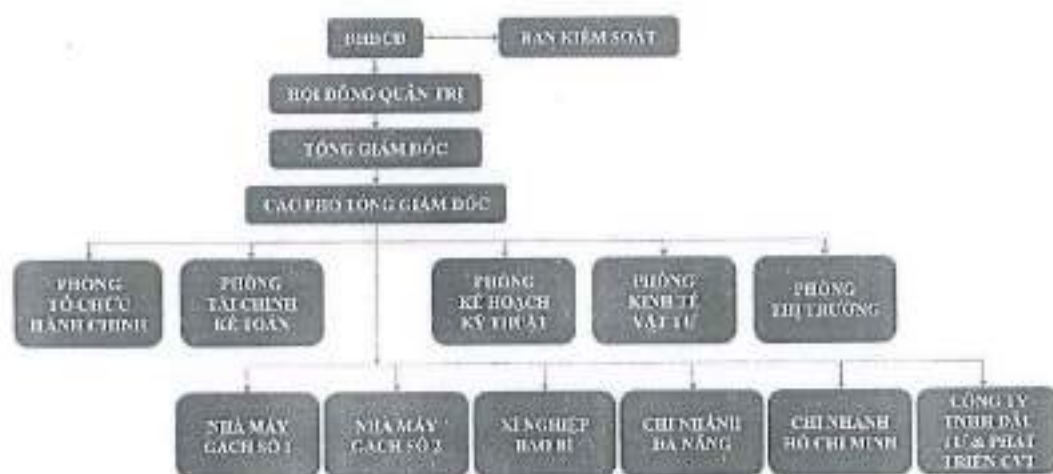 ĐHĐCĐ
BAN KIỂM SOÁT
HỘI ĐỒNG QUẢN TRỊ
TỔNG GIÁM ĐỐC
CÁC PHÓ TỔNG GIÁM ĐỐC
PHÒNG
TỔ CHỨC
HÀNH CHÍNH
PHÒNG
TÀI CHÍNH
KẾ TOÁN
PHÒNG
KẾ HOẠCH
KỸ THUẬT
PHÒNG
KINH TẾ
VẬT TƯ
PHÒNG
THỊ TRƯỜNG
NHÀ MÁY
GẠCH SỐ 1
NHÀ MÁY
GẠCH SỐ 2
XÍ NGHIỆP
BAO BÌ
CHI NHÁNH
ĐÀ NẴNG
CHI NHÁNH
HỒ CHÍ MINH
CÔNG TY
TNHH ĐẦU
TƯ & PHÁT
TRIỂN CVT